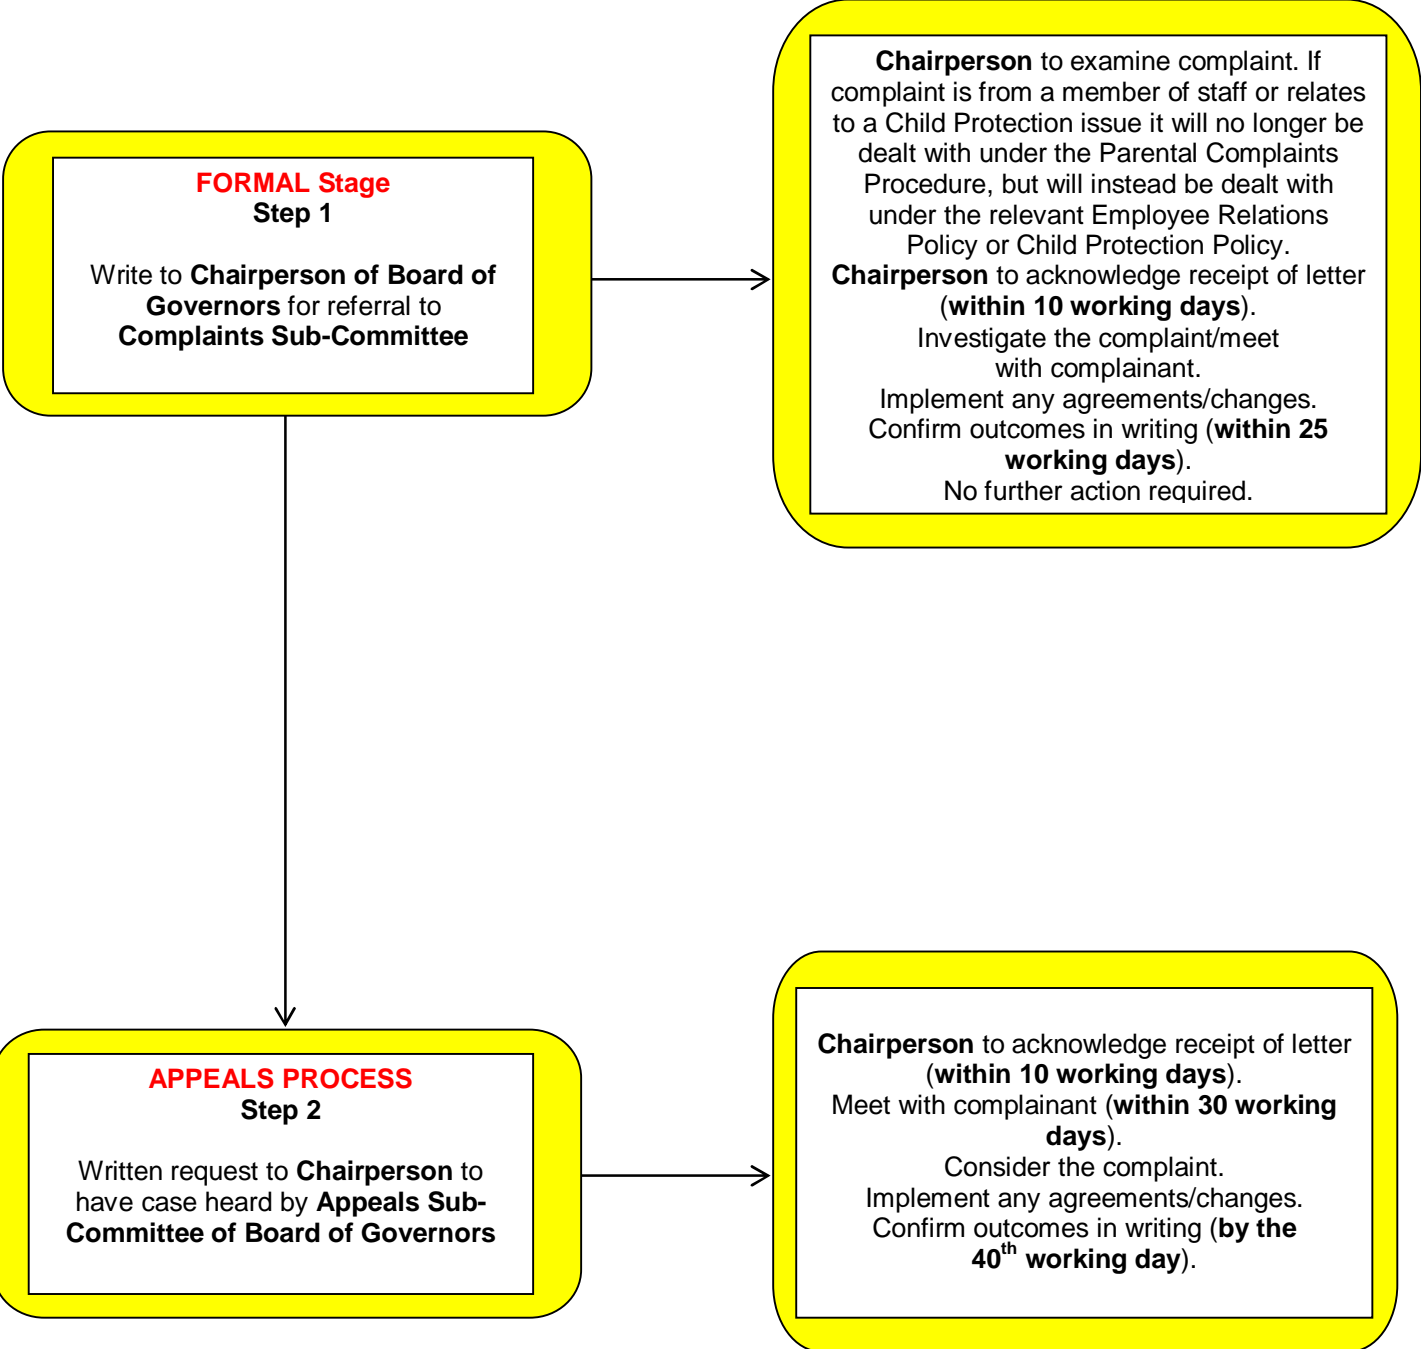 FORMAL Stage
Step 1
Write to Chairperson of Board of
Governors for referral to
Complaints Sub-Committee
Chairperson to examine complaint. If
complaint is from a member of staff or relates
to a Child Protection issue it will no longer be
dealt with under the Parental Complaints
Procedure, but will instead be dealt with
under the relevant Employee Relations
Policy or Child Protection Policy.
Chairperson to acknowledge receipt of letter
(within 10 working days).
Investigate the complaint/meet
with complainant.
Implement any agreements/changes.
Confirm outcomes in writing (within 25
working days).
No further action required.
APPEALS PROCESS
Step 2
Written request to Chairperson to
have case heard by Appeals Sub-
Committee of Board of Governors
Chairperson to acknowledge receipt of letter
(within 10 working days).
Meet with complainant (within 30 working
days).
Consider the complaint.
Implement any agreements/changes.
Confirm outcomes in writing (by the
40th working day).